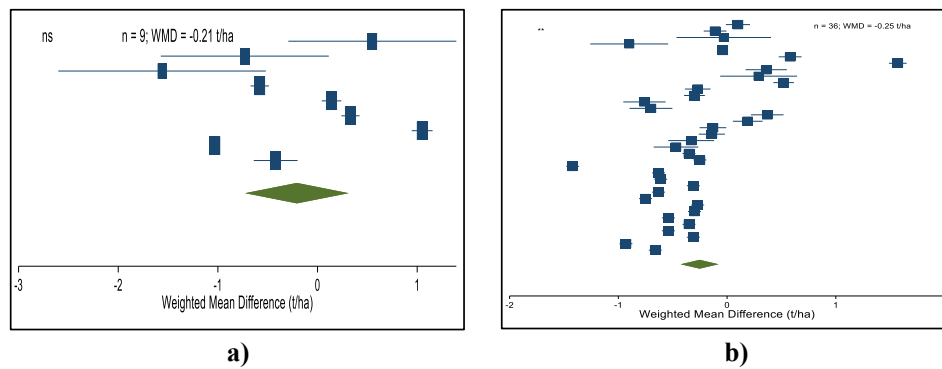 ns n = 9; WMD = -0.21 t/ha
-3 -2 -1 0 1
Weighted Mean Difference (t/ha)
a)
** n = 36; WMD = -0.25 t/ha
-2 -1 0 1
Weighted Mean Difference (t/ha)
b)